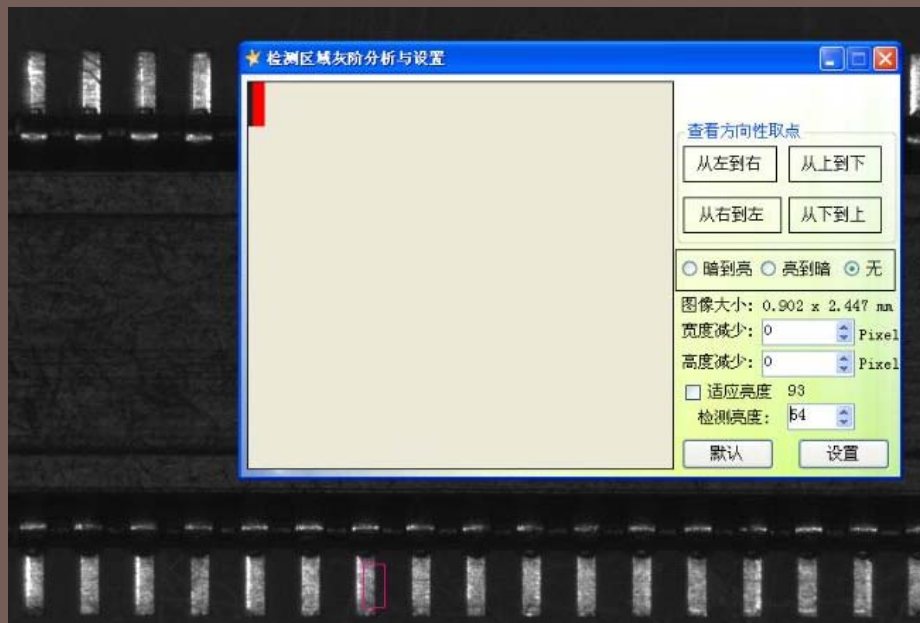 检测区域灰阶分析与设置
查看方向性取点
从左到右 从上到下
从右到左 从下到上
暗到亮 亮到暗 无
图像大小: 0.902 x 2.447 mm
宽度减少: 0 Pixel
高度减少: 0 Pixel
适应亮度 93
检测亮度: 54
默认 设置